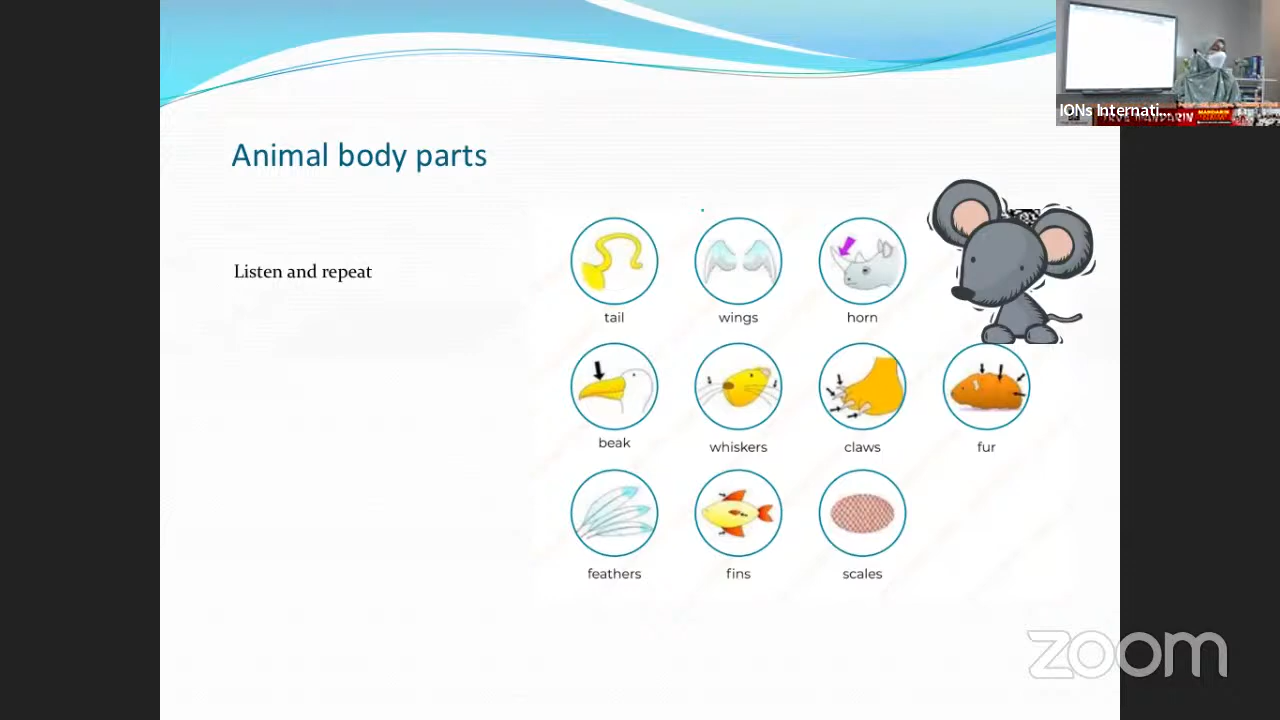 IONs Internati...
MANDARIN
Animal body parts
Listen and repeat
tail
wings
horn
beak
whiskers
claws
fur
feathers
fins
scales
zoom